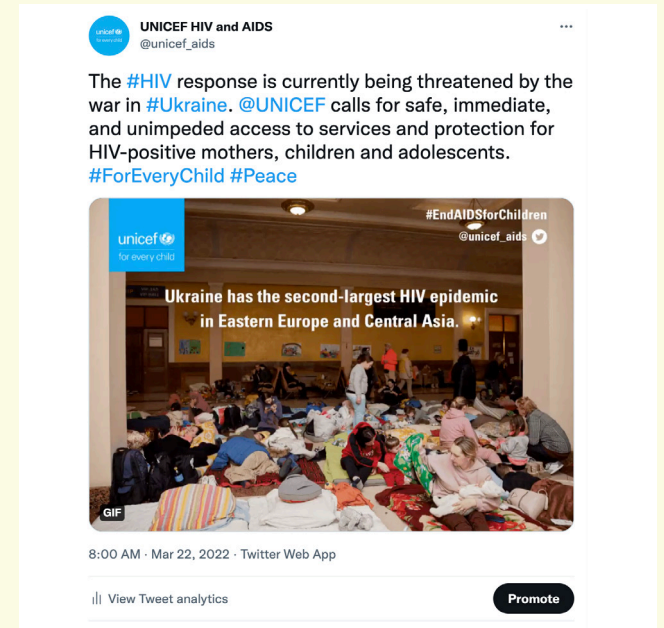 UNICEF HIV and AIDS
@unicef_aids
The #HIV response is currently being threatened by the
war in #Ukraine. @UNICEF calls for safe, immediate,
and unimpeded access to services and protection for
HIV-positive mothers, children and adolescents.
#ForEveryChild #Peace
unicef
for every child
#EndAIDSforChildren
@unicef_aids
Ukraine has the second-largest HIV epidemic
in Eastern Europe and Central Asia.
GIF
8:00 AM · Mar 22, 2022 · Twitter Web App
View Tweet analytics
Promote